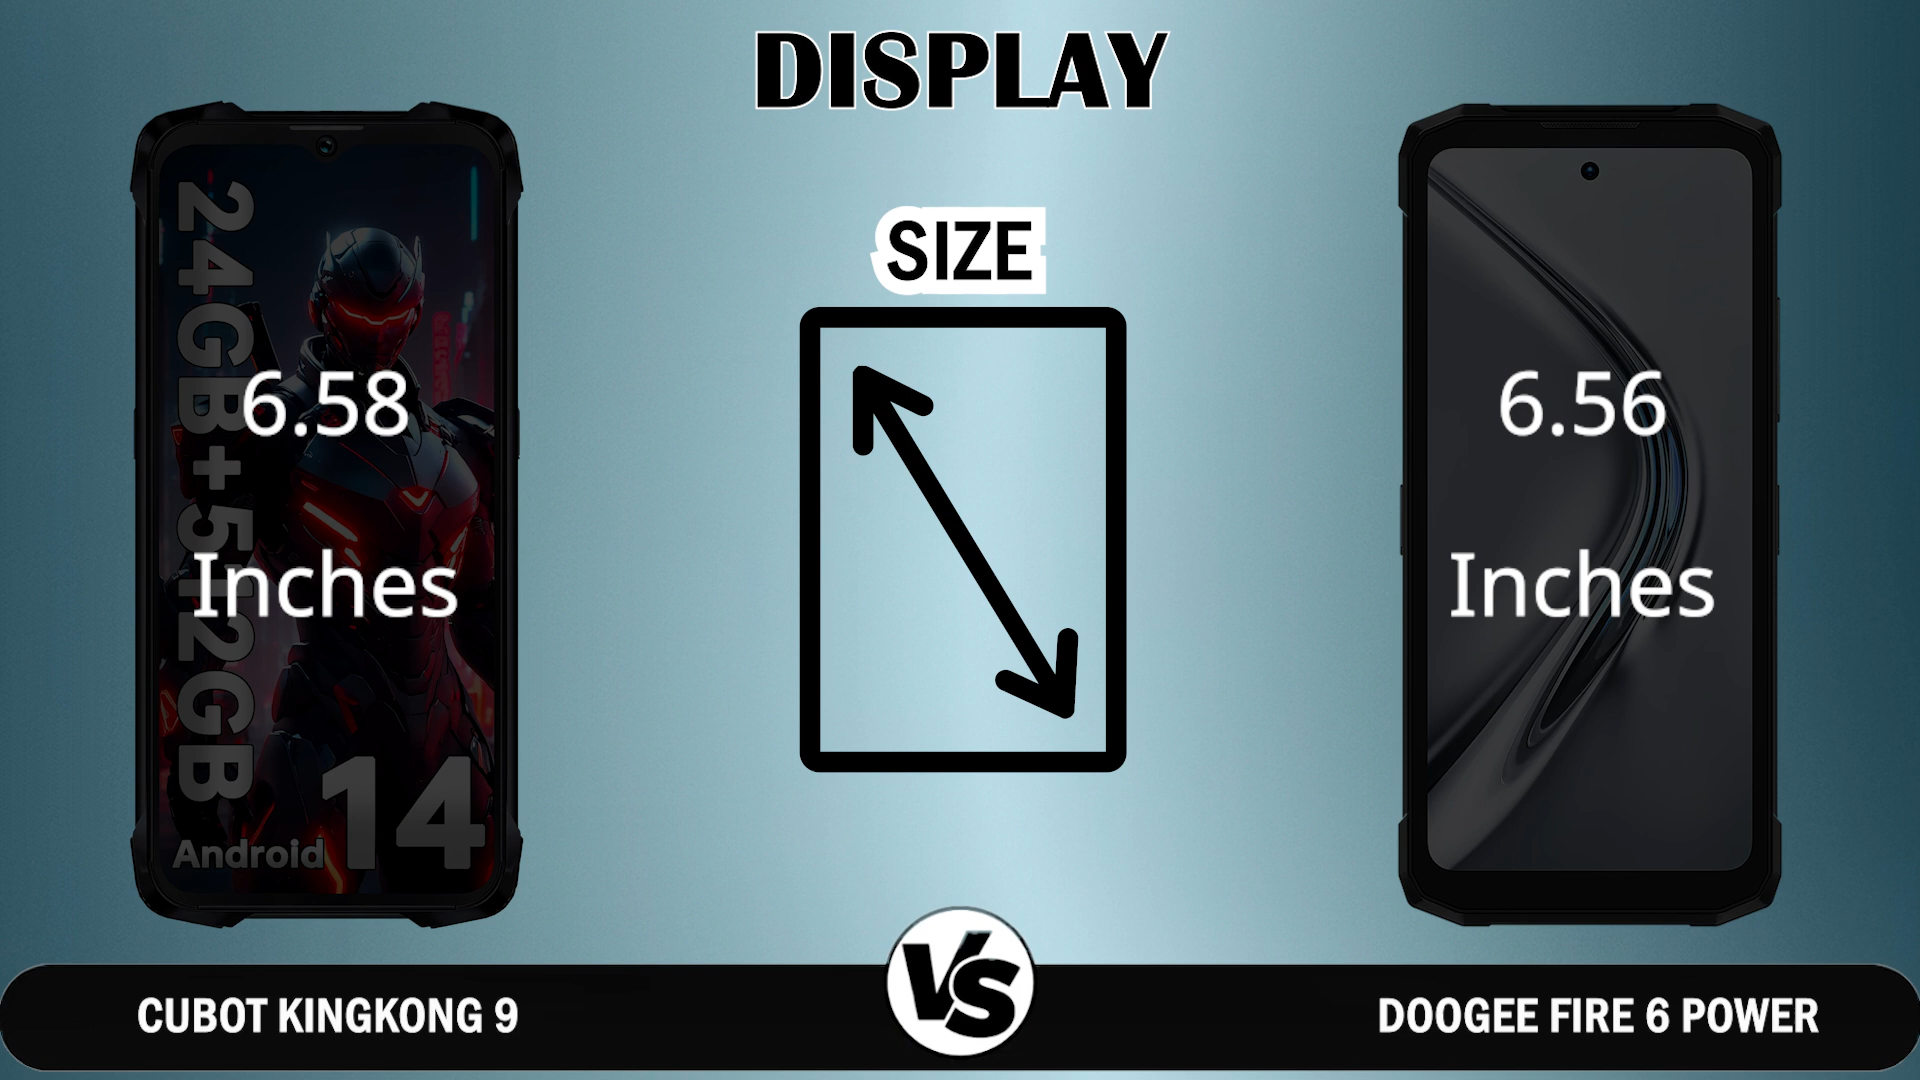 DISPLAY
SIZE
24GB+512GB
6.58
Inches
Android 14
6.56
Inches
VS
CUBOT KINGKONG 9
DOOGEE FIRE 6 POWER